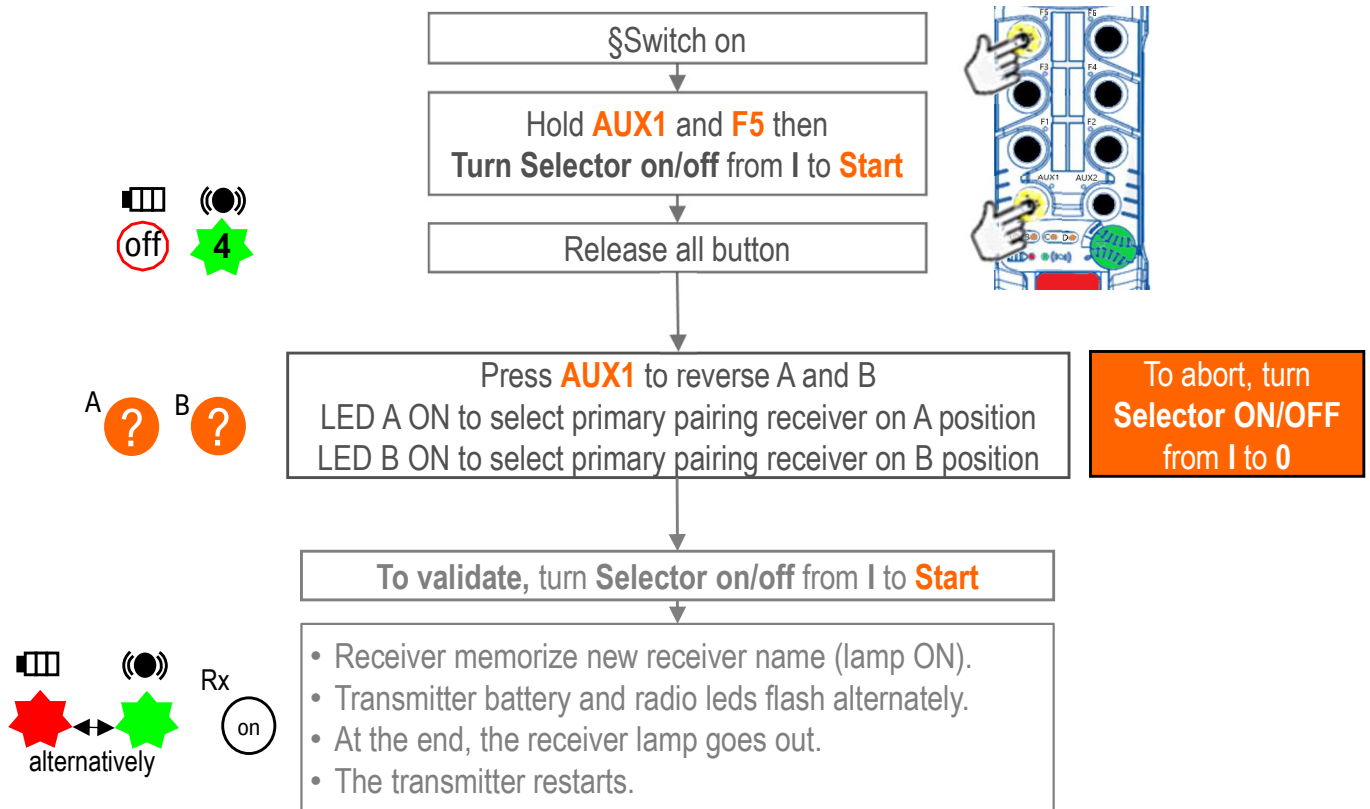 §Switch on
Hold AUX1 and F5 then
Turn Selector on/off from I to Start
Release all button
off
4
F5 F6
F3 F4
F1 F2
AUX1 AUX2
A ? B ?
Press AUX1 to reverse A and B
LED A ON to select primary pairing receiver on A position
LED B ON to select primary pairing receiver on B position
To abort, turn
Selector ON/OFF
from I to 0
To validate, turn Selector on/off from I to Start
alternatively
Rx
on
• Receiver memorize new receiver name (lamp ON).
• Transmitter battery and radio leds flash alternately.
• At the end, the receiver lamp goes out.
• The transmitter restarts.